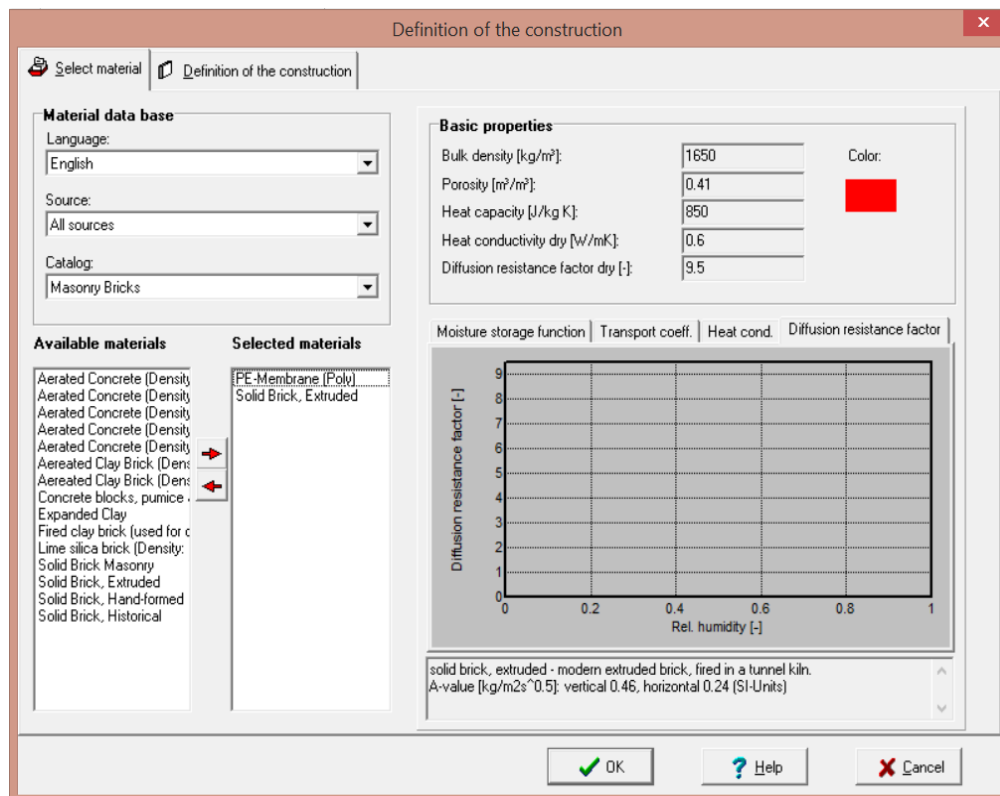 Definition of the construction
Select material
Definition of the construction
Material data base
Language:
English
Source:
All sources
Catalog:
Masonry Bricks
Available materials
Aerated Concrete (Density
Aerated Concrete (Density
Aerated Concrete (Density
Aerated Concrete (Density
Aerated Concrete (Density
Aereated Clay Brick (Dens
Aereated Clay Brick (Dens
Concrete blocks, pumice
Expanded Clay
Fired clay brick (used for c
Lime silica brick (Density:
Solid Brick Masonry
Solid Brick, Extruded
Solid Brick, Hand-formed
Solid Brick, Historical
Selected materials
PE-Membrane (Poly)
Solid Brick, Extruded
Basic properties
Bulk density [kg/m³]: 1650
Porosity [m³/m³]: 0.41
Heat capacity [J/kg K]: 850
Heat conductivity dry [W/mK]: 0.6
Diffusion resistance factor dry [-]: 9.5
Color:
Moisture storage function Transport coeff. Heat cond. Diffusion resistance factor
Diffusion resistance factor [-]
9
8
7
6
5
4
3
2
1
0
0 0.2 0.4 0.6 0.8 1
Rel. humidity [-]
solid brick, extruded - modern extruded brick, fired in a tunnel kiln.
A-value [kg/m2s^0.5]: vertical 0.46, horizontal 0.24 (SI-Units)
OK
Help
Cancel